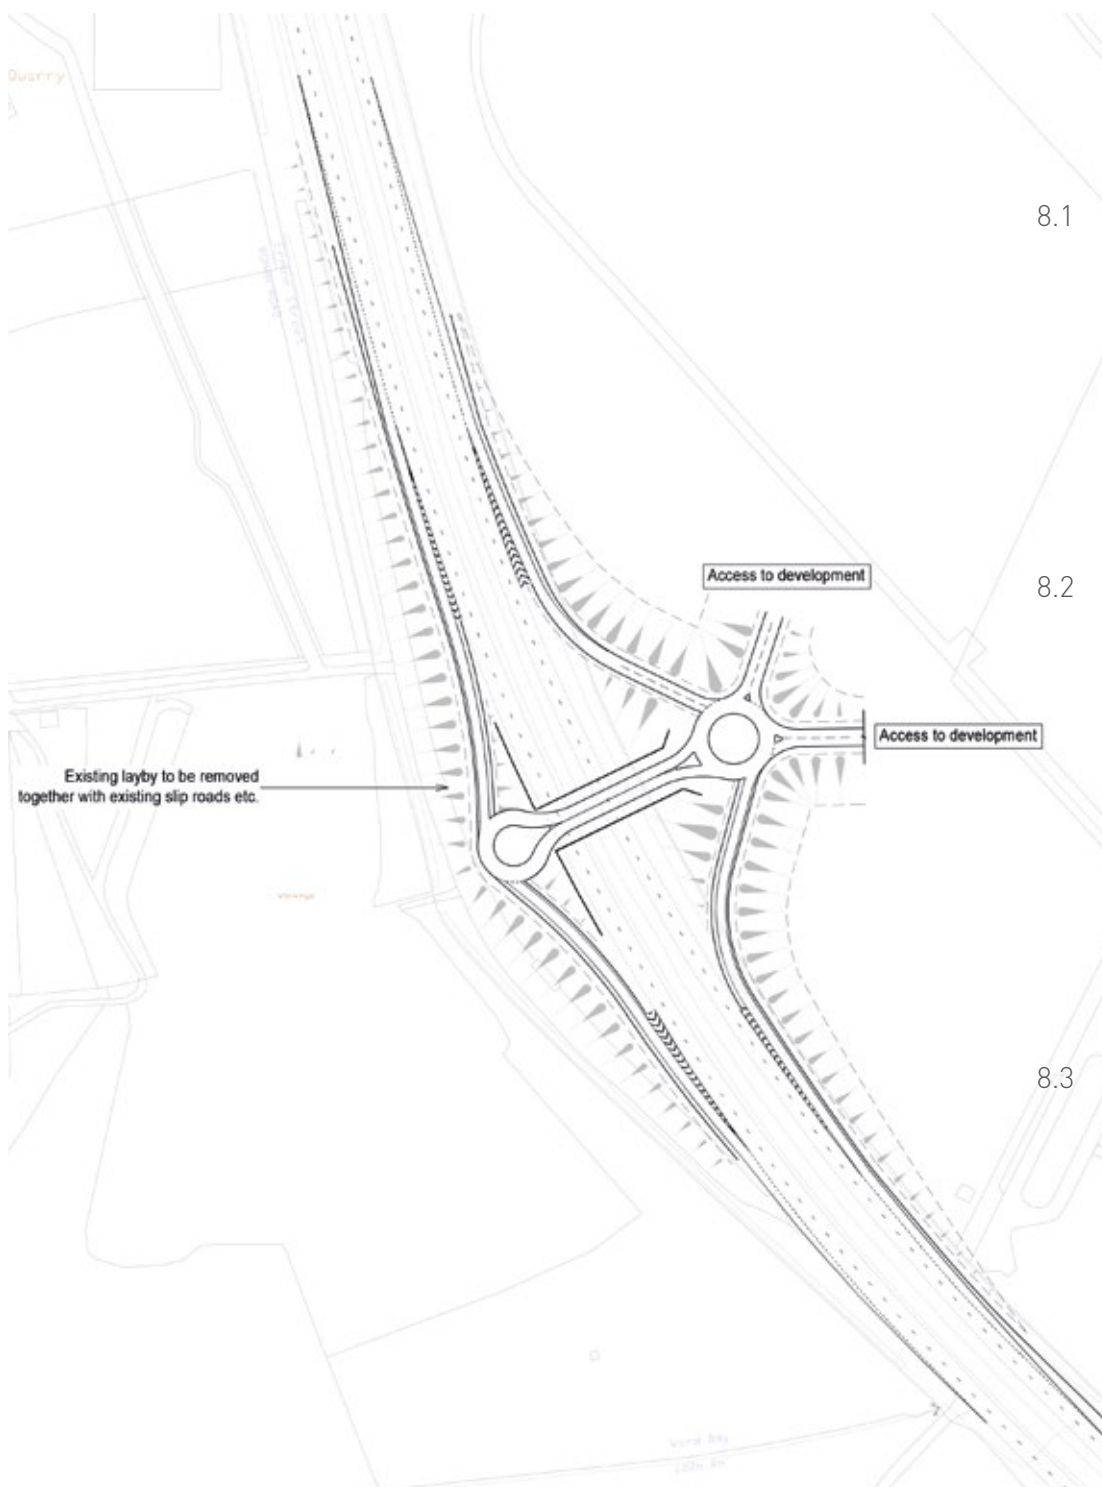 Quarry
8.1
Access to development
8.2
Access to development
Existing layby to be removed
together with existing slip roads etc.
8.3